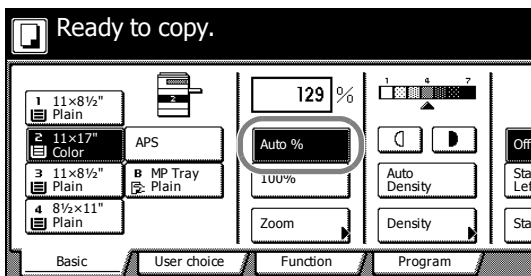 Ready to copy.
1 11×8½"
Plain
2 11×17"
Color
3 11×8½"
Plain
4 8½×11"
Plain
2
APS
B MP Tray
Plain
129 %
Auto %
100%
Zoom
1 4 7
Auto
Density
Density
Off
Sta
Lef
Sta
Basic
User choice
Function
Program